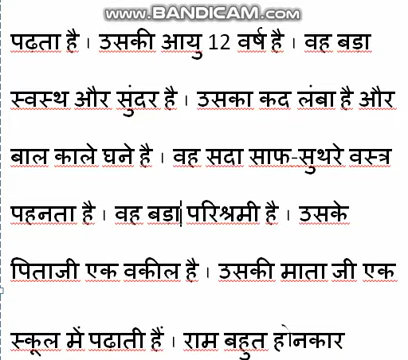 www.BANDICAM.com
पढता है । उसकी आयु 12 वर्ष है । वह बडा
स्वस्थ और सुंदर है । उसका कद लंबा है और
बाल काले घने है । वह सदा साफ-सुथरे वस्त्र
पहनता है । वह बडा परिश्रमी है । उसके
पिताजी एक वकील है । उसकी माता जी एक
स्कूल में पढ़ाती हैं । राम बहुत होनकार